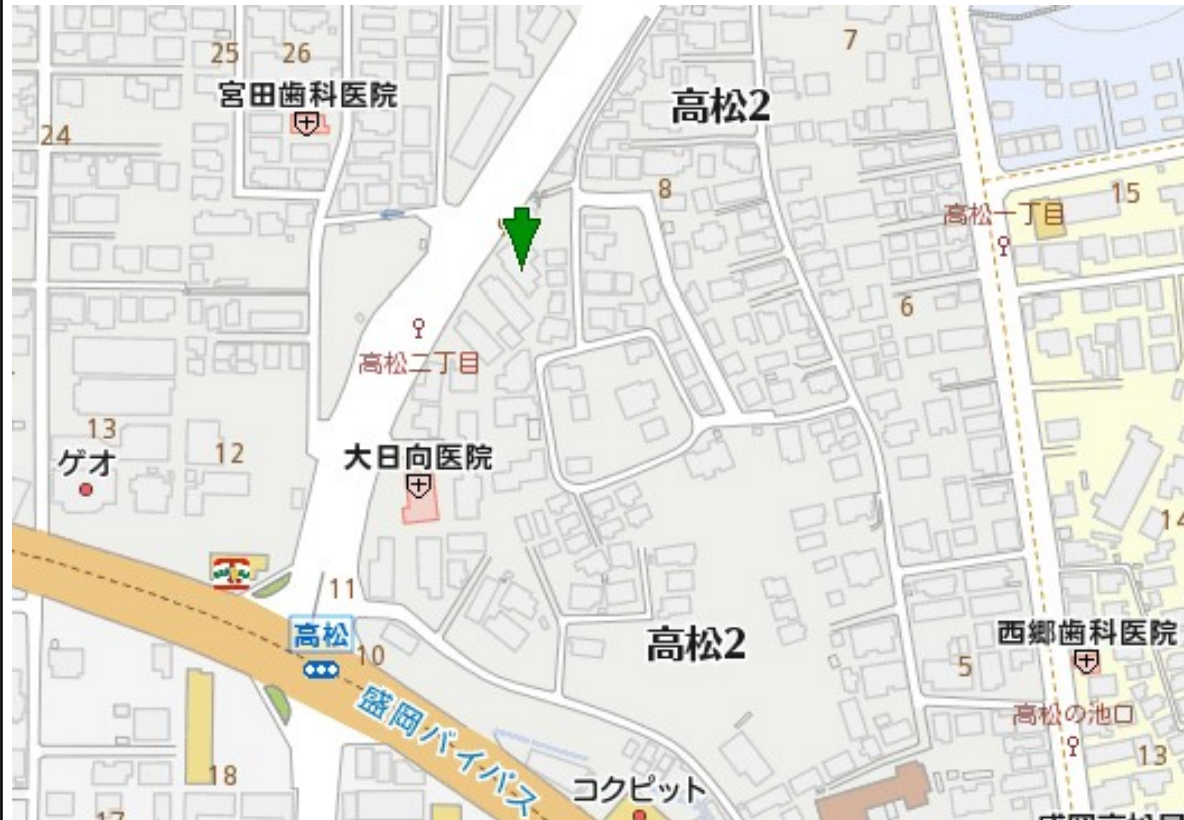 7
25
26
宮田歯科医院
高松2
24
8
15
高松一丁目
6
高松二丁目
13
12
大日向医院
ゲオ
14
11
高松
10
高松2
西郷歯科医院
5
盛岡バイパス
高松の池口
13
18
コクピット
17